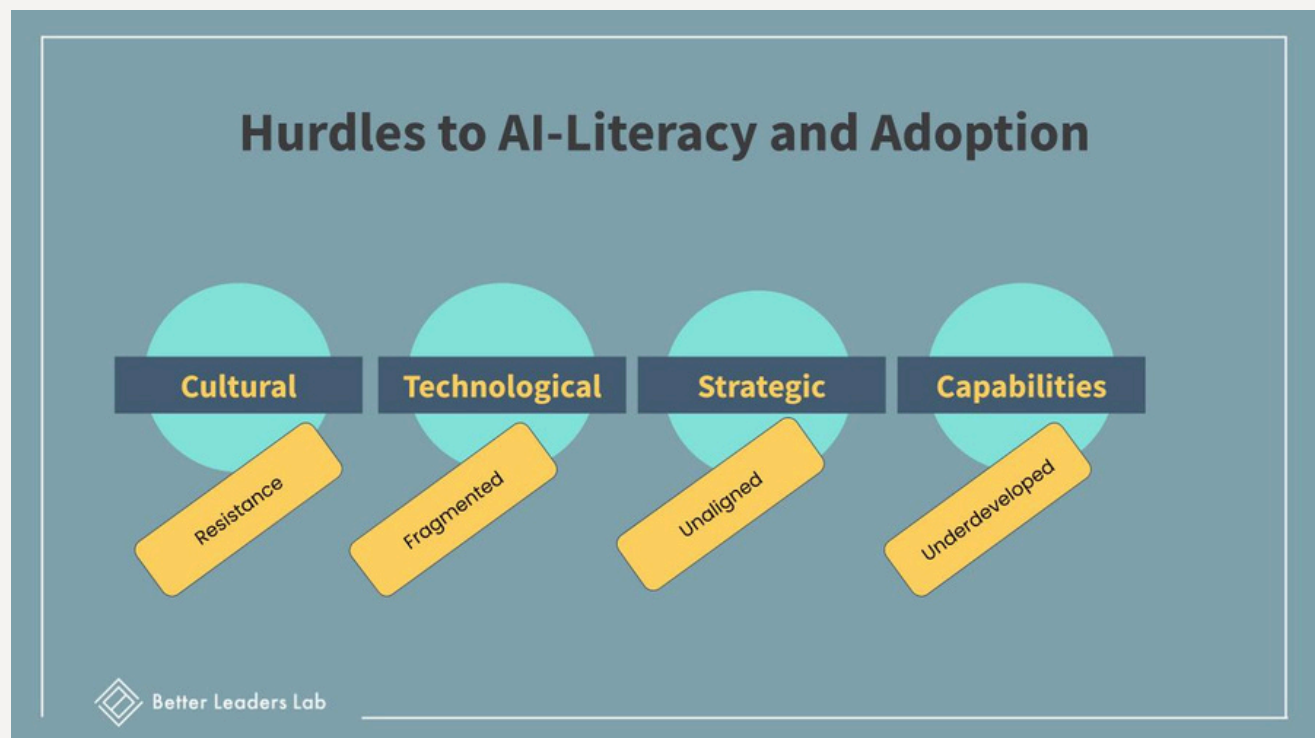 Hurdles to AI-Literacy and Adoption
Cultural
Technological
Strategic
Capabilities
Resistance
Fragmented
Unaligned
Underdeveloped
Better Leaders Lab